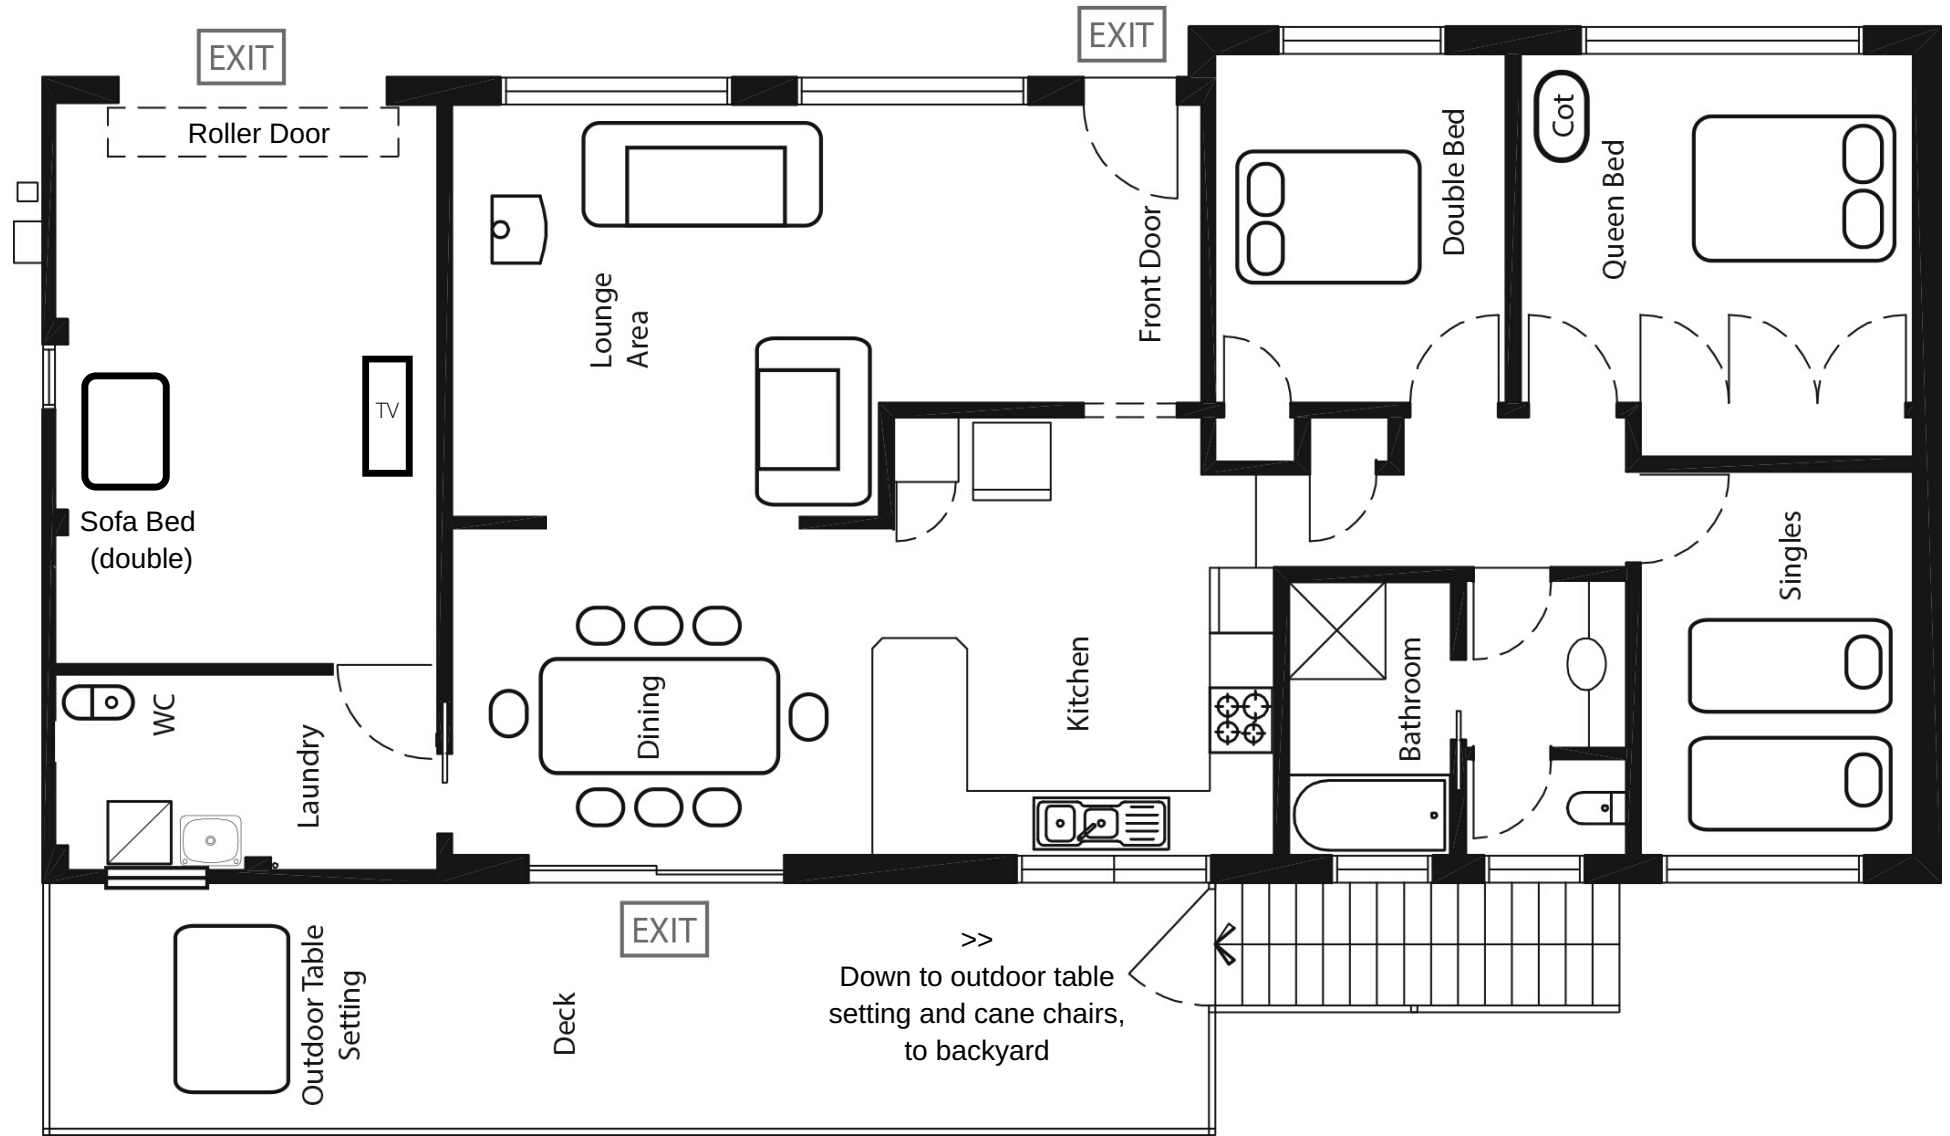 EXIT
EXIT
Roller Door
Cot
Double Bed
Queen Bed
Front Door
Lounge
Area
TV
Sofa Bed
(double)
Singles
WC
Laundry
Dining
Kitchen
Bathroom
EXIT
Outdoor Table
Setting
Deck
>>
Down to outdoor table
setting and cane chairs,
to backyard